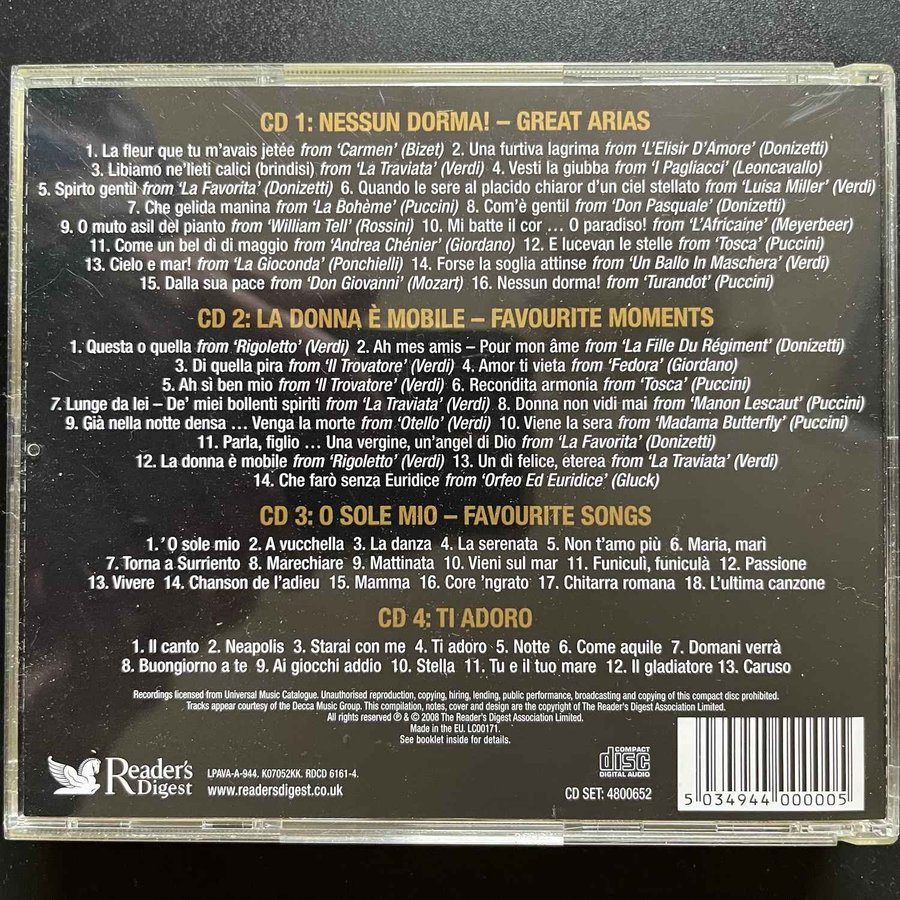 CD 1: NESSUN DORMA! – GREAT ARIAS
1. La fleur que tu m'avais jetée from 'Carmen' (Bizet) 2. Una furtiva lagrima from 'L'Elisir D'Amore' (Donizetti)
3. Libiamo ne'lieti calici (brindisi) from 'La Traviata' (Verdi) 4. Vesti la giubba from 'I Pagliacci' (Leoncavallo)
5. Spirto gentil from 'La Favorita' (Donizetti) 6. Quando le sere al placido chiaror d'un ciel stellato from 'Luisa Miller' (Verdi)
7. Che gelida manina from 'La Bohème' (Puccini) 8. Com'è gentil from 'Don Pasquale' (Donizetti)
9. O muto asil del pianto from 'William Tell' (Rossini) 10. Mi batte il cor ... O paradiso! from 'L'Africaine' (Meyerbeer)
11. Come un bel dì di maggio from 'Andrea Chénier' (Giordano) 12. E lucevan le stelle from 'Tosca' (Puccini)
13. Cielo e mar! from 'La Gioconda' (Ponchielli) 14. Forse la soglia attinse from 'Un Ballo In Maschera' (Verdi)
15. Dalla sua pace from 'Don Giovanni' (Mozart) 16. Nessun dorma! from 'Turandot' (Puccini)
CD 2: LA DONNA È MOBILE – FAVOURITE MOMENTS
1. Questa o quella from 'Rigoletto' (Verdi) 2. Ah mes amis – Pour mon âme from 'La Fille Du Régiment' (Donizetti)
3. Di quella pira from 'Il Trovatore' (Verdi) 4. Amor ti vieta from 'Fedora' (Giordano)
5. Ah sì ben mio from 'Il Trovatore' (Verdi) 6. Recondita armonia from 'Tosca' (Puccini)
7. Lunge da lei – De' miei bollenti spiriti from 'La Traviata' (Verdi) 8. Donna non vidi mai from 'Manon Lescaut' (Puccini)
9. Già nella notte densa ... Venga la morte from 'Otello' (Verdi) 10. Viene la sera from 'Madama Butterfly' (Puccini)
11. Parla, figlio ... Una vergine, un'angel di Dio from 'La Favorita' (Donizetti)
12. La donna è mobile from 'Rigoletto' (Verdi) 13. Un dì felice, éterea from 'La Traviata' (Verdi)
14. Che farò senza Euridice from 'Orfeo Ed Euridice' (Gluck)
CD 3: O SOLE MIO – FAVOURITE SONGS
1. 'O sole mio 2. A vucchella 3. La danza 4. La serenata 5. Non t'amo più 6. Maria, marì
7. Torna a Surriento 8. Marechiare 9. Mattinata 10. Vieni sul mar 11. Funiculì, funiculà 12. Passione
13. Vivere 14. Chanson de l'adieu 15. Mamma 16. Core 'ngrato 17. Chitarra romana 18. L'ultima canzone
CD 4: TI ADORO
1. Il canto 2. Neapolis 3. Starai con me 4. Ti adoro 5. Notte 6. Come aquile 7. Domani verrà
8. Buongiorno a te 9. Ai giocchi addio 10. Stella 11. Tu e il tuo mare 12. Il gladiatore 13. Caruso
Recordings licensed from Universal Music Catalogue. Unauthorised reproduction, copying, hiring, lending, public performance, broadcasting and copying of this compact disc prohibited.
Tracks appear courtesy of the Decca Music Group. This compilation, notes, cover and design are the copyright of The Reader's Digest Association Limited.
All rights reserved ℗ & © 2008 The Reader's Digest Association Limited.
Made in the EU. LC00171.
See booklet inside for details.
Reader's
Digest
LPAVA-A-944. K07052KK. RDCD 6161-4.
www.readersdigest.co.uk
COMPACT
disc
DIGITAL AUDIO
CD SET: 4800652
5 034944 000005